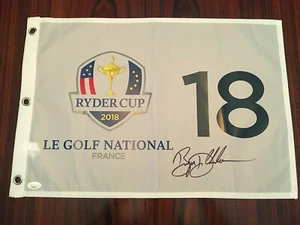 RYDER CUP
2018
LE GOLF NATIONAL
FRANCE
18